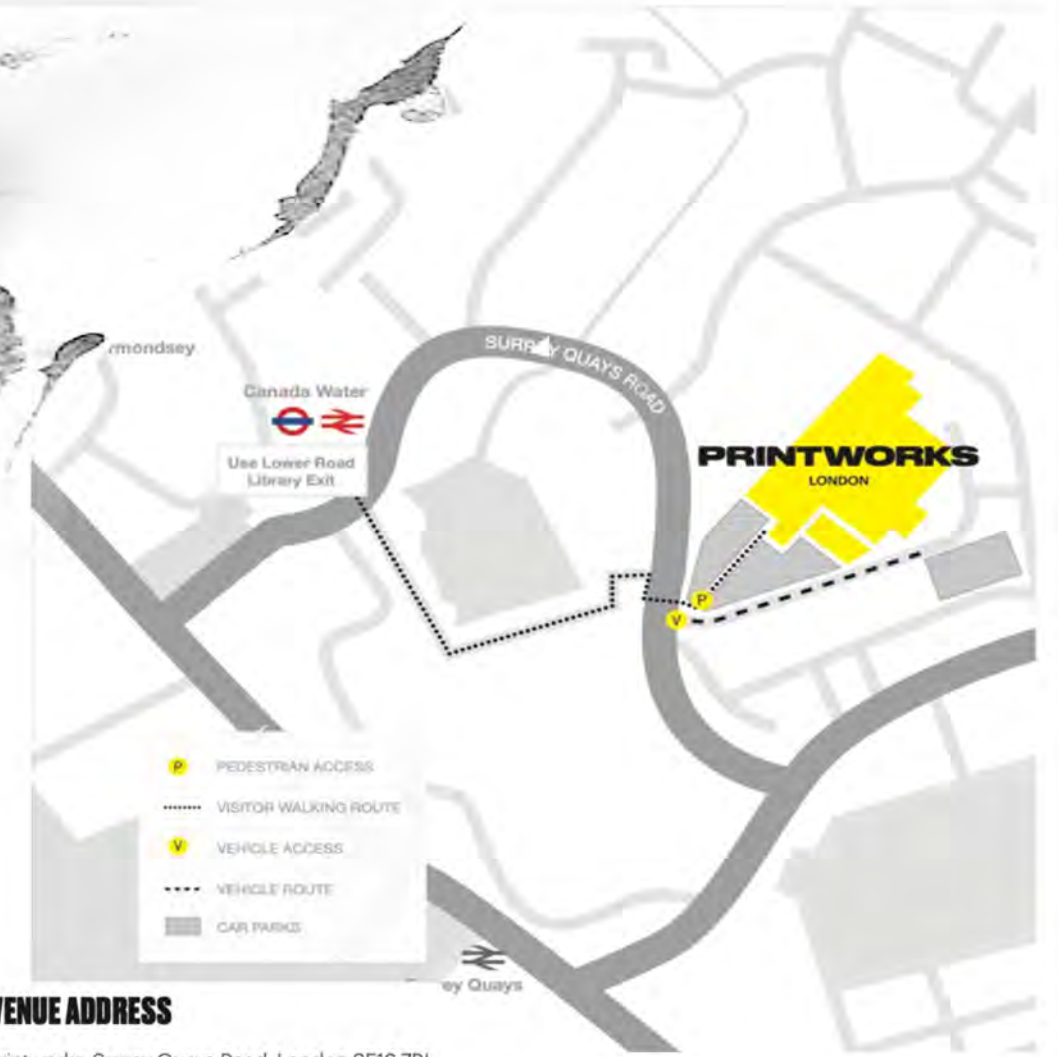 mondsey
Canada Water
Use Lower Road
Library Exit
SURREY QUAYS ROAD
PRINTWORKS
LONDON
P
V
P PEDESTRIAN ACCESS
VISITOR WALKING ROUTE
V VEHICLE ACCESS
VEHICLE ROUTE
CAR PARKS
ey Quays
VENUE ADDRESS